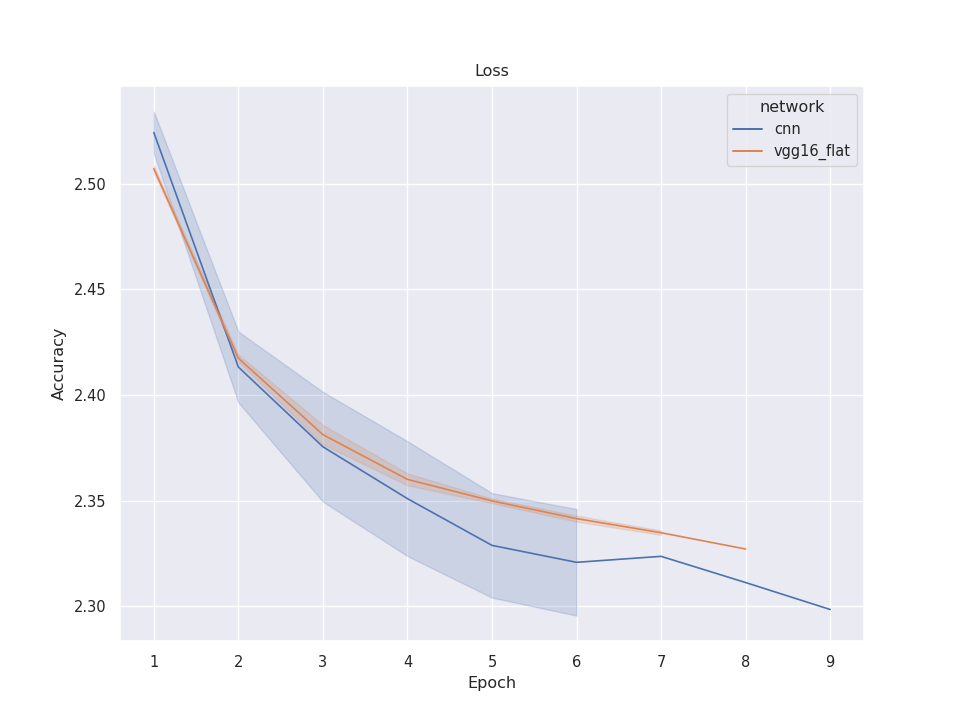 Loss
network
cnn
vgg16_flat
Accuracy
2.50
2.45
2.40
2.35
2.30
1 2 3 4 5 6 7 8 9
Epoch